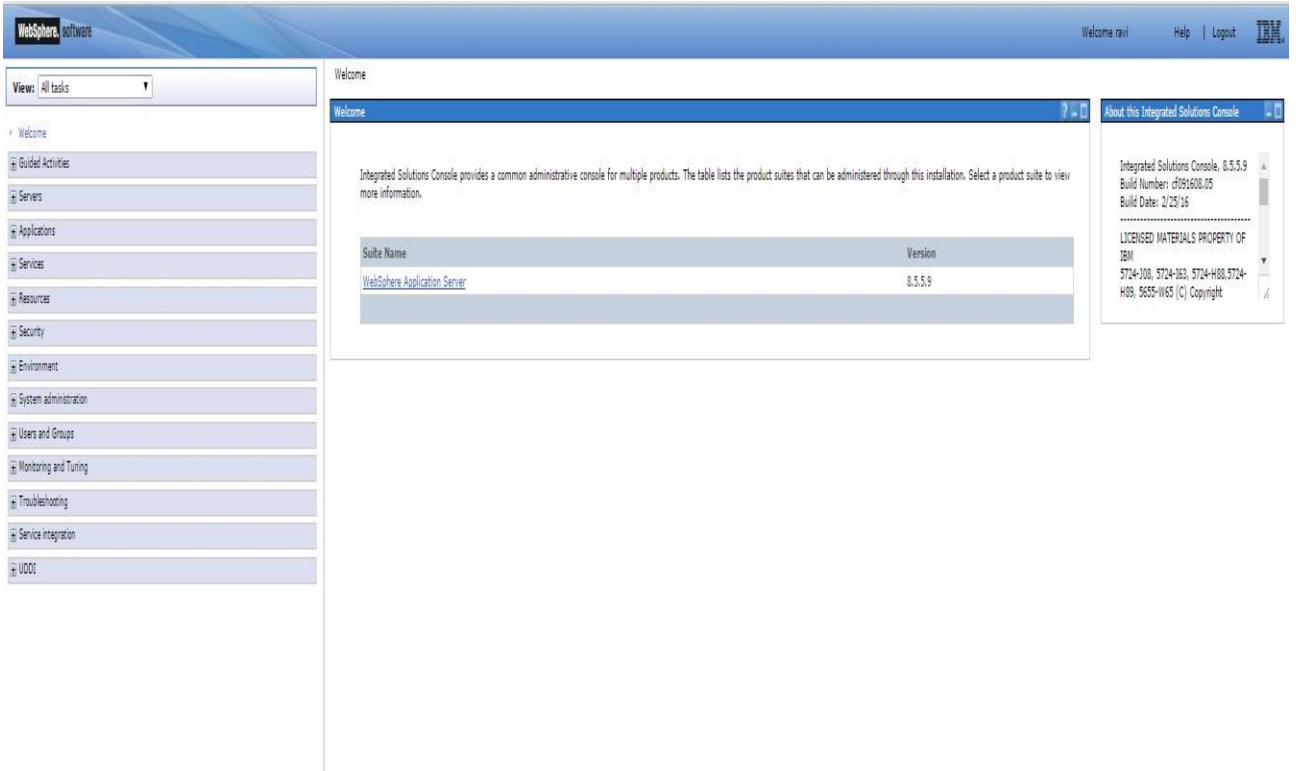 WebSphere. software
Welcome ravi Help | Logout IBM.
View: All tasks
Welcome
Guided Activities
Servers
Applications
Services
Resources
Security
Environment
System administration
Users and Groups
Monitoring and Tuning
Troubleshooting
Service integration
UDDI
Welcome
Welcome
Integrated Solutions Console provides a common administrative console for multiple products. The table lists the product suites that can be administered through this installation. Select a product suite to view
more information.
Suite Name Version
WebSphere Application Server 8.5.5.9
About this Integrated Solutions Console
Integrated Solutions Console, 8.5.5.9
Build Number: cf091608.05
Build Date: 2/25/16
----------------------------------------
LICENSED MATERIALS PROPERTY OF
IBM
5724-J08, 5724-I63, 5724-H88,5724-
H89, 5655-W65 (C) Copyright